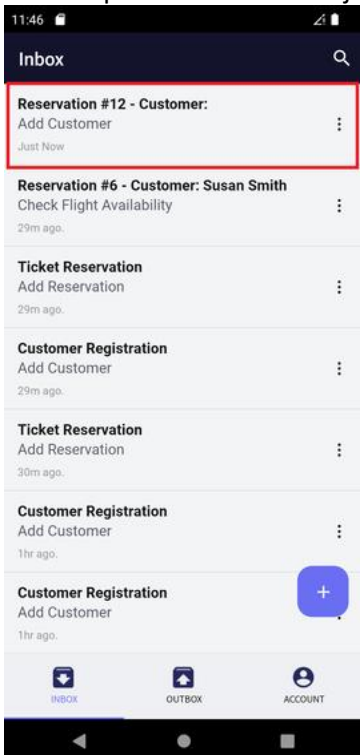 11:46
Inbox
Reservation #12 - Customer:
Add Customer
Just Now
Reservation #6 - Customer: Susan Smith
Check Flight Availability
29m ago.
Ticket Reservation
Add Reservation
29m ago.
Customer Registration
Add Customer
29m ago.
Ticket Reservation
Add Reservation
30m ago.
Customer Registration
Add Customer
1hr ago.
Customer Registration
Add Customer
1hr ago.
+
INBOX OUTBOX ACCOUNT